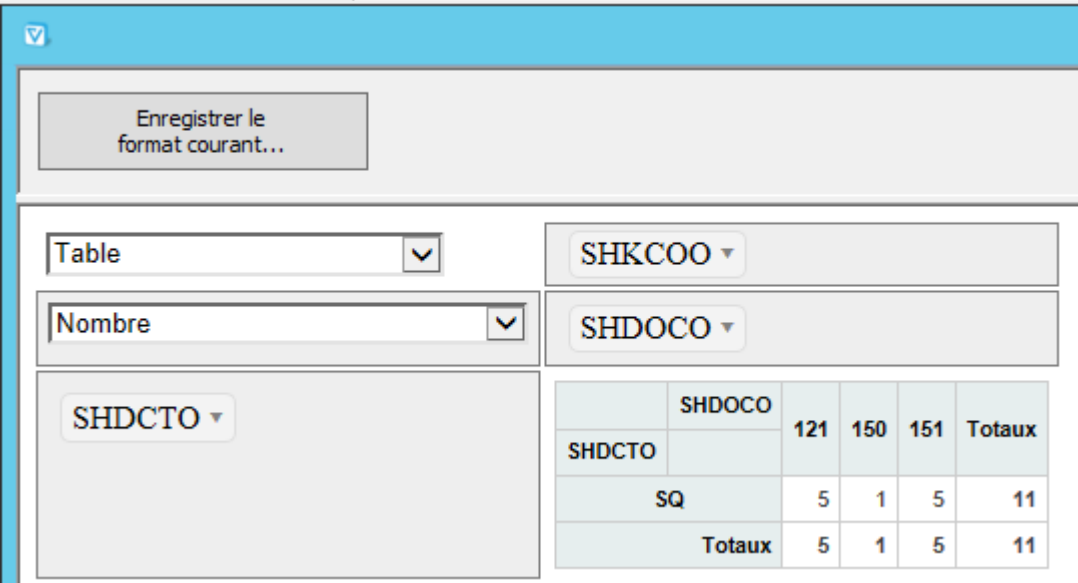 Enregistrer le
format courant...
Table
SHKCOO
Nombre
SHDOCO
SHDCTO
SHDOCO 121 150 151 Totaux
SHDCTO
SQ 5 1 5 11
Totaux 5 1 5 11